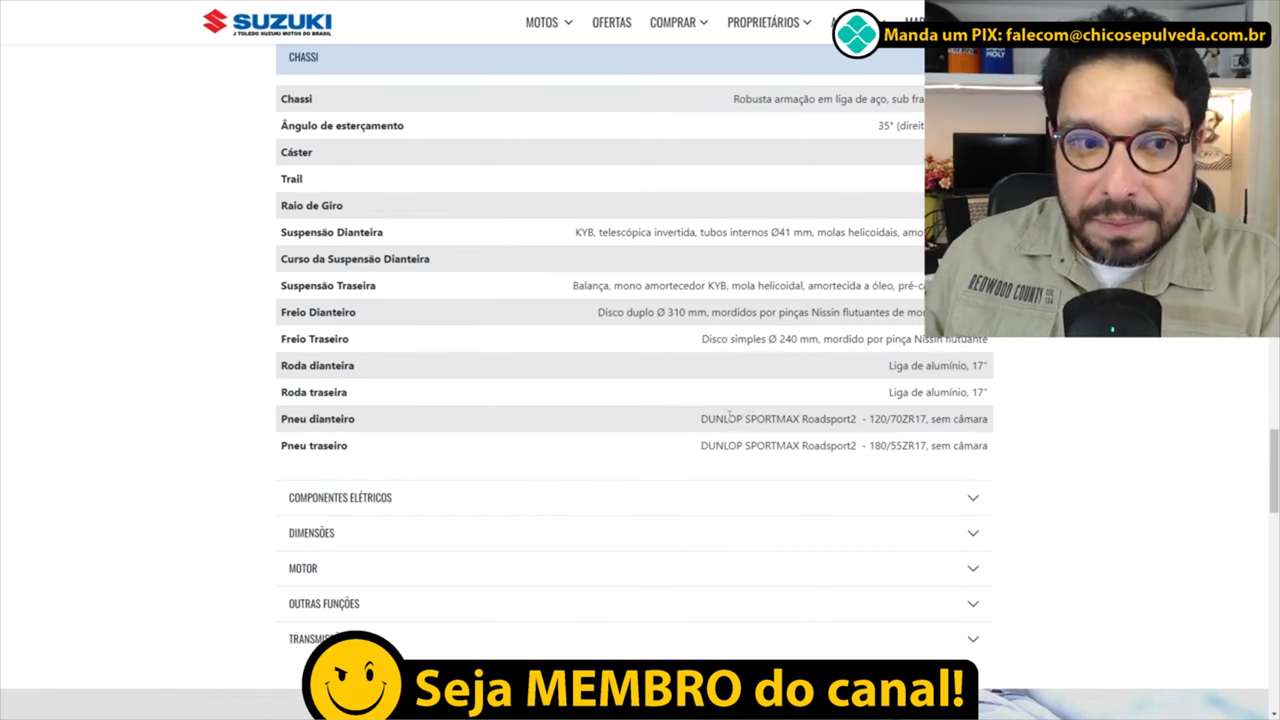 SUZUKI
J TOLEDO SUZUKI MOTOS DO BRASIL
MOTOS
OFERTAS
COMPRAR
PROPRIETÁRIOS
Manda um PIX: falecom@chicosepulveda.com.br
CHASSI
Chassi Robusta armação em liga de aço, sub
Ângulo de esterçamento 35° (direit
Cáster
Trail
Raio de Giro
Suspensão Dianteira KYB, telescópica invertida, tubos internos Ø41 mm, molas helicoidais,
Curso da Suspensão Dianteira
Suspensão Traseira Balança, mono amortecedor KYB, mola helicoidal, amortecida a óleo,
Freio Dianteiro Disco duplo Ø 310 mm, mordidos por pinças Nissin flutuantes de
Freio Traseiro Disco simples Ø 240 mm, mordido por pinça Nissin flutuante
Roda dianteira Liga de alumínio, 17"
Roda traseira Liga de alumínio, 17"
Pneu dianteiro DUNLOP SPORTMAX Roadsport2 - 120/70ZR17, sem câmara
Pneu traseiro DUNLOP SPORTMAX Roadsport2 - 180/55ZR17, sem câmara
COMPONENTES ELÉTRICOS
DIMENSÕES
MOTOR
OUTRAS FUNÇÕES
TRANSMIS
Seja MEMBRO do canal!
REDWOOD COUNTY
MOLY